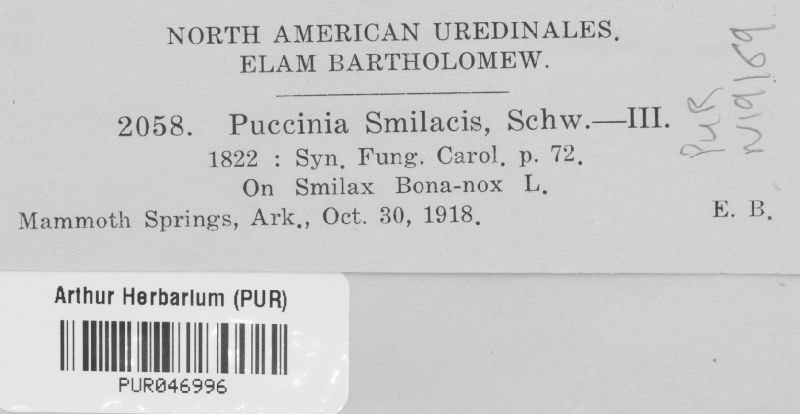 NORTH AMERICAN UREDINALES.
ELAM BARTHOLOMEW.
2058. Puccinia Smilacis, Schw.—III.
1822 : Syn. Fung. Carol. p. 72.
On Smilax Bona-nox L.
Mammoth Springs, Ark., Oct. 30, 1918.
E. B.
PUR
Arthur Herbarium (PUR)
PUR046996